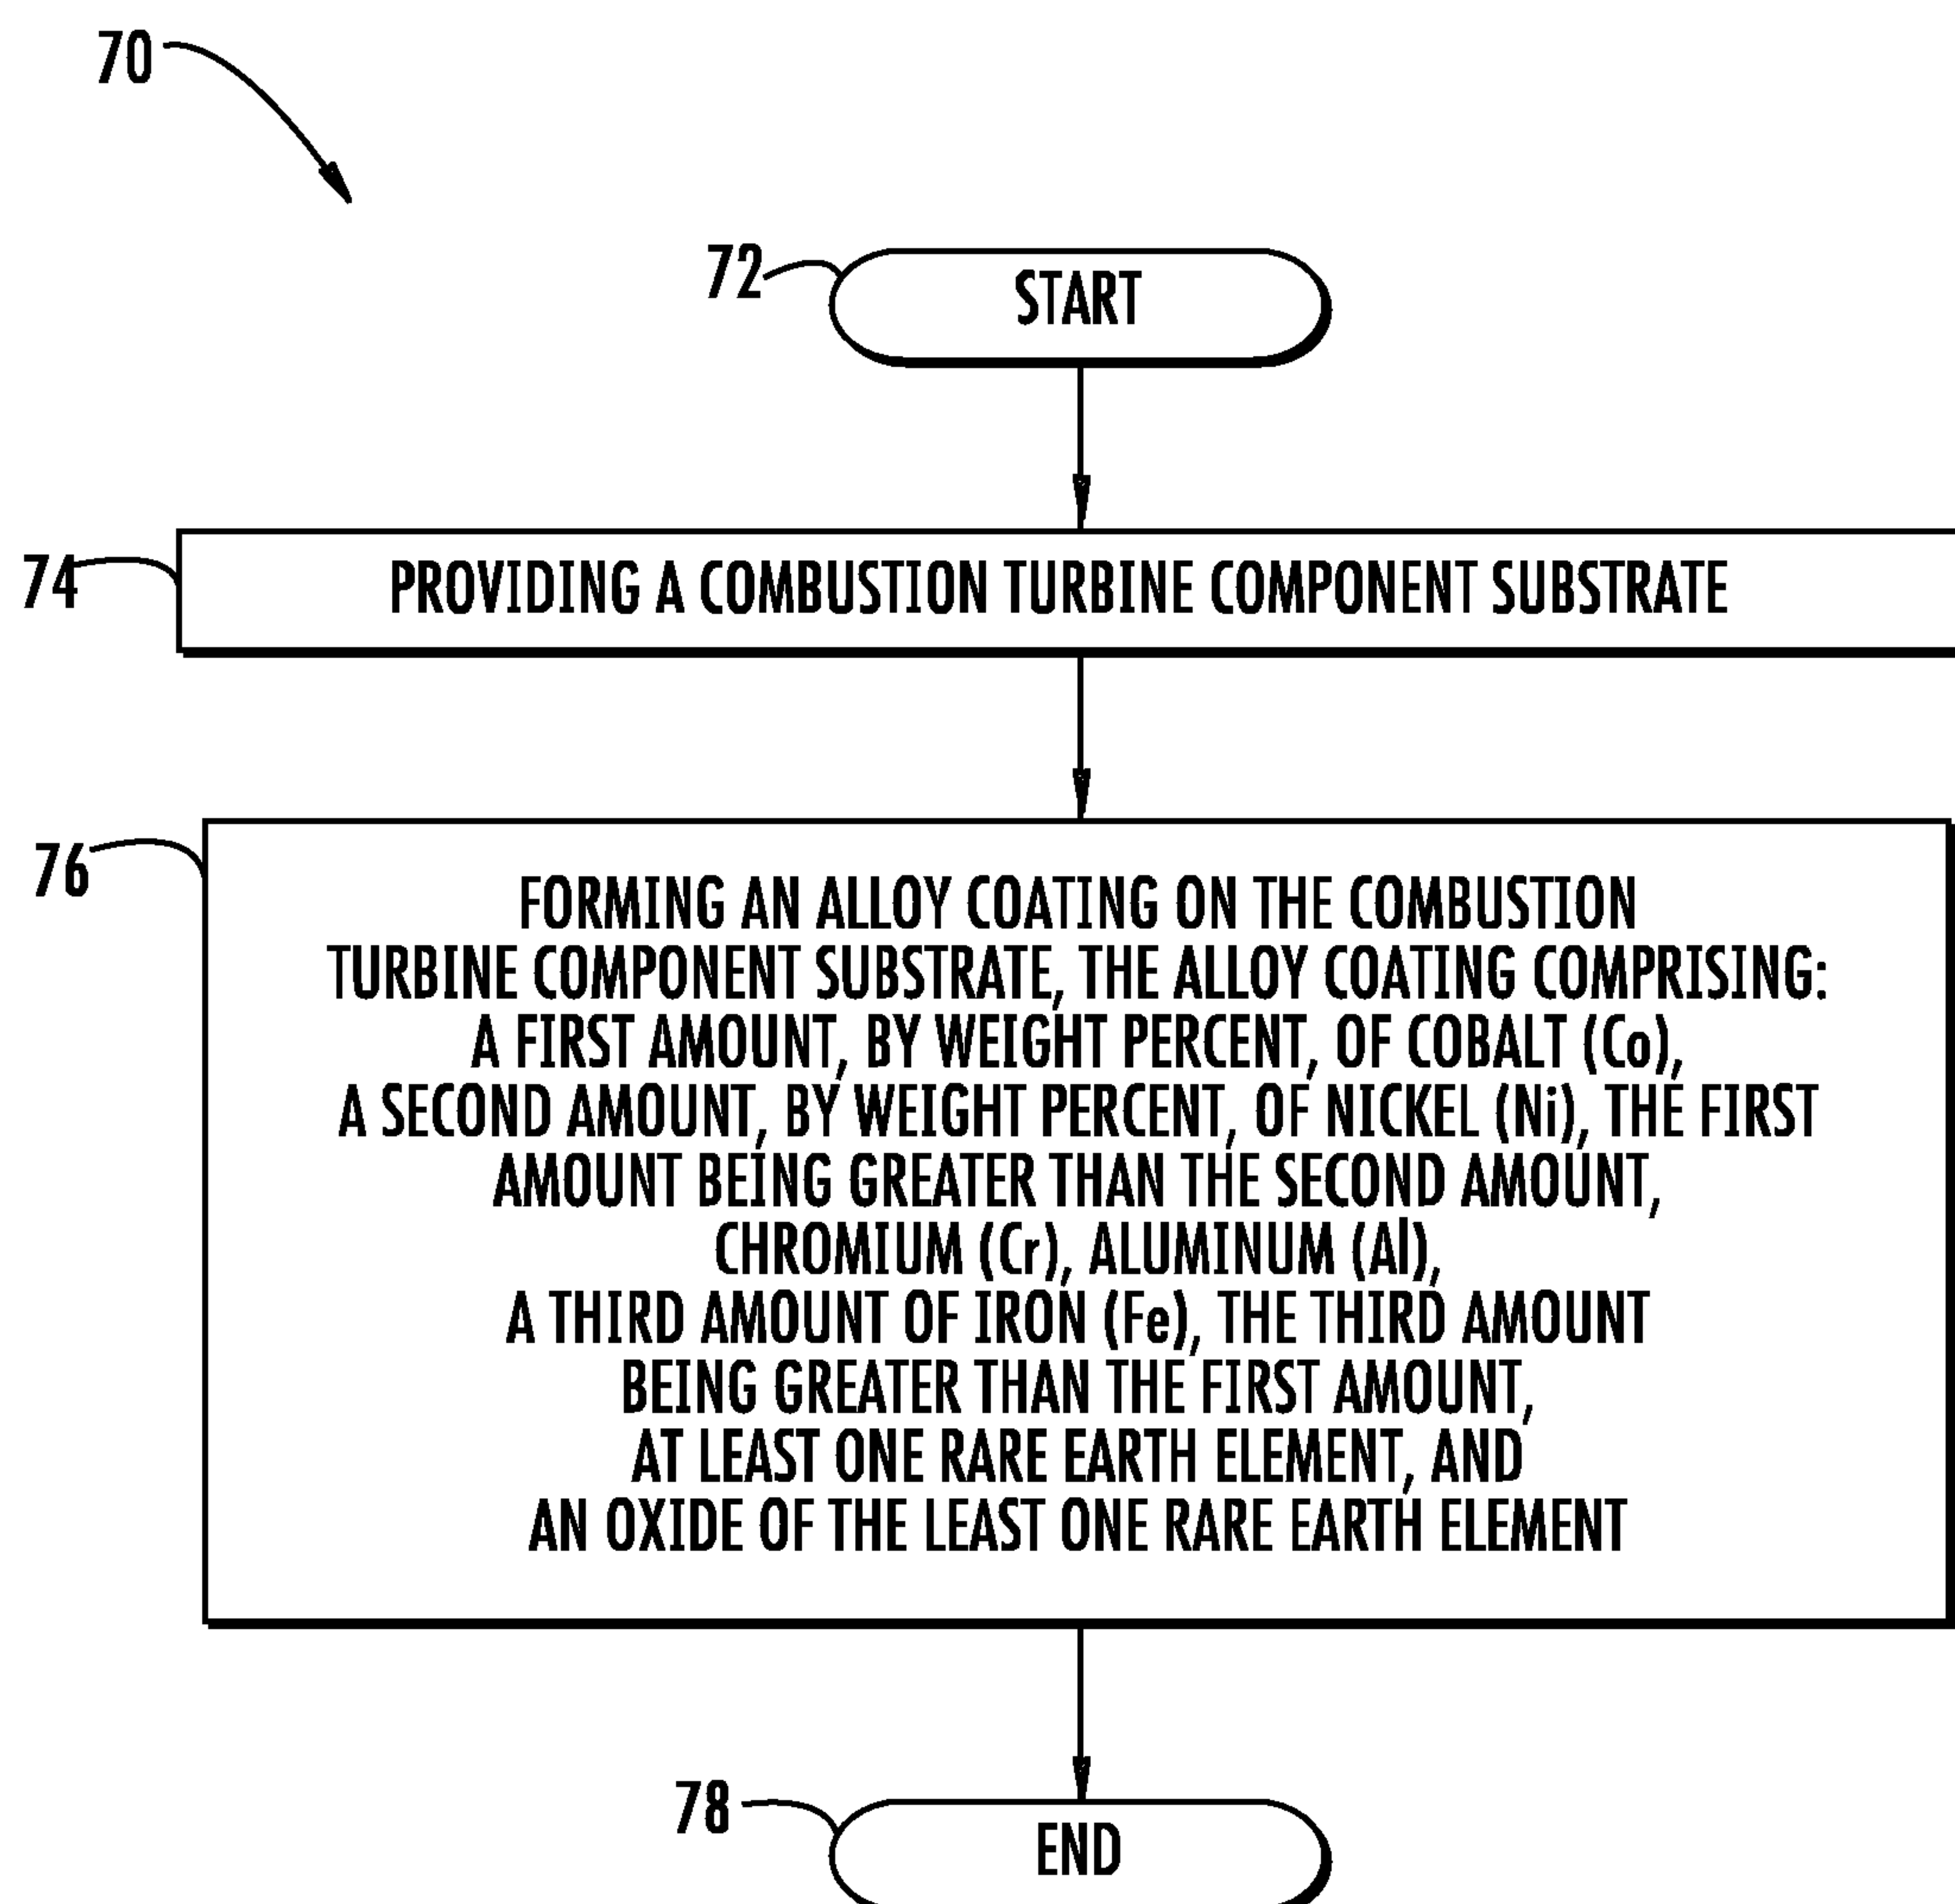 70
72
START
74
PROVIDING A COMBUSTION TURBINE COMPONENT SUBSTRATE
76
FORMING AN ALLOY COATING ON THE COMBUSTION
TURBINE COMPONENT SUBSTRATE, THE ALLOY COATING COMPRISING:
A FIRST AMOUNT, BY WEIGHT PERCENT, OF COBALT (Co),
A SECOND AMOUNT, BY WEIGHT PERCENT, OF NICKEL (Ni), THE FIRST
AMOUNT BEING GREATER THAN THE SECOND AMOUNT,
CHROMIUM (Cr), ALUMINUM (Al),
A THIRD AMOUNT OF IRON (Fe), THE THIRD AMOUNT
BEING GREATER THAN THE FIRST AMOUNT,
AT LEAST ONE RARE EARTH ELEMENT, AND
AN OXIDE OF THE LEAST ONE RARE EARTH ELEMENT
78
END